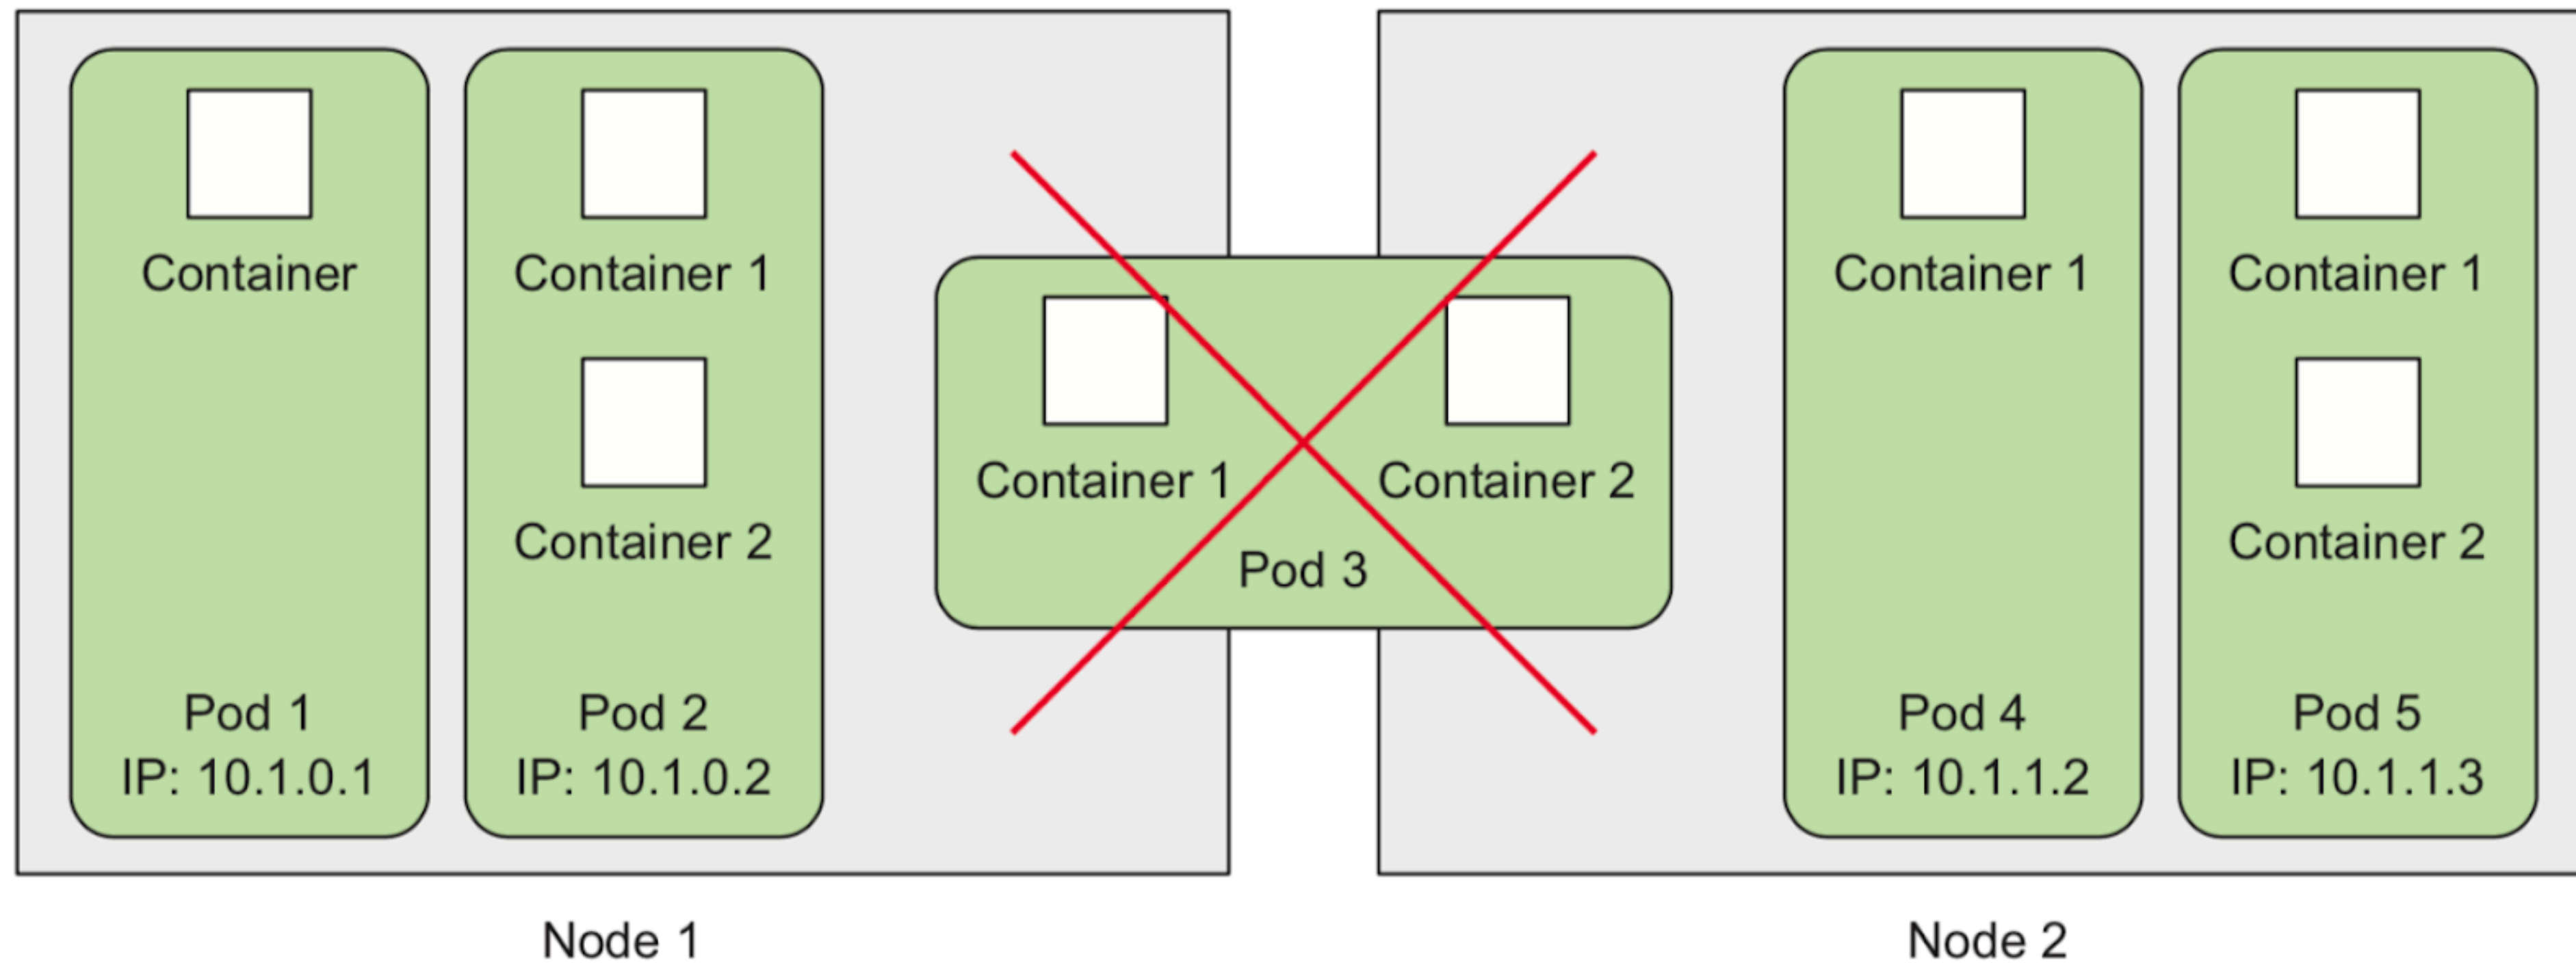 Container
Pod 1
IP: 10.1.0.1
Container 1
Container 2
Pod 2
IP: 10.1.0.2
Container 1
Container 2
Pod 3
Container 1
Pod 4
IP: 10.1.1.2
Container 1
Container 2
Pod 5
IP: 10.1.1.3
Node 1
Node 2